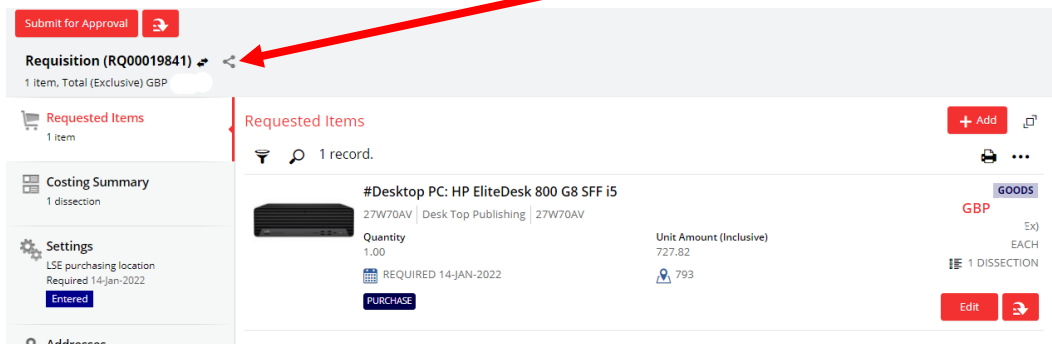 Submit for Approval
Requisition (RQ00019841)
1 item, Total (Exclusive) GBP
Requested Items
1 item
Costing Summary
1 dissection
Settings
LSE purchasing location
Required 14-Jan-2022
Entered
Addresses
Requested Items
+ Add
1 record.
#Desktop PC: HP EliteDesk 800 G8 SFF i5
GOODS
27W70AV | Desk Top Publishing | 27W70AV
GBP
Quantity
Unit Amount (Inclusive)
Ex)
1.00
727.82
EACH
REQUIRED 14-JAN-2022
793
1 DISSECTION
PURCHASE
Edit